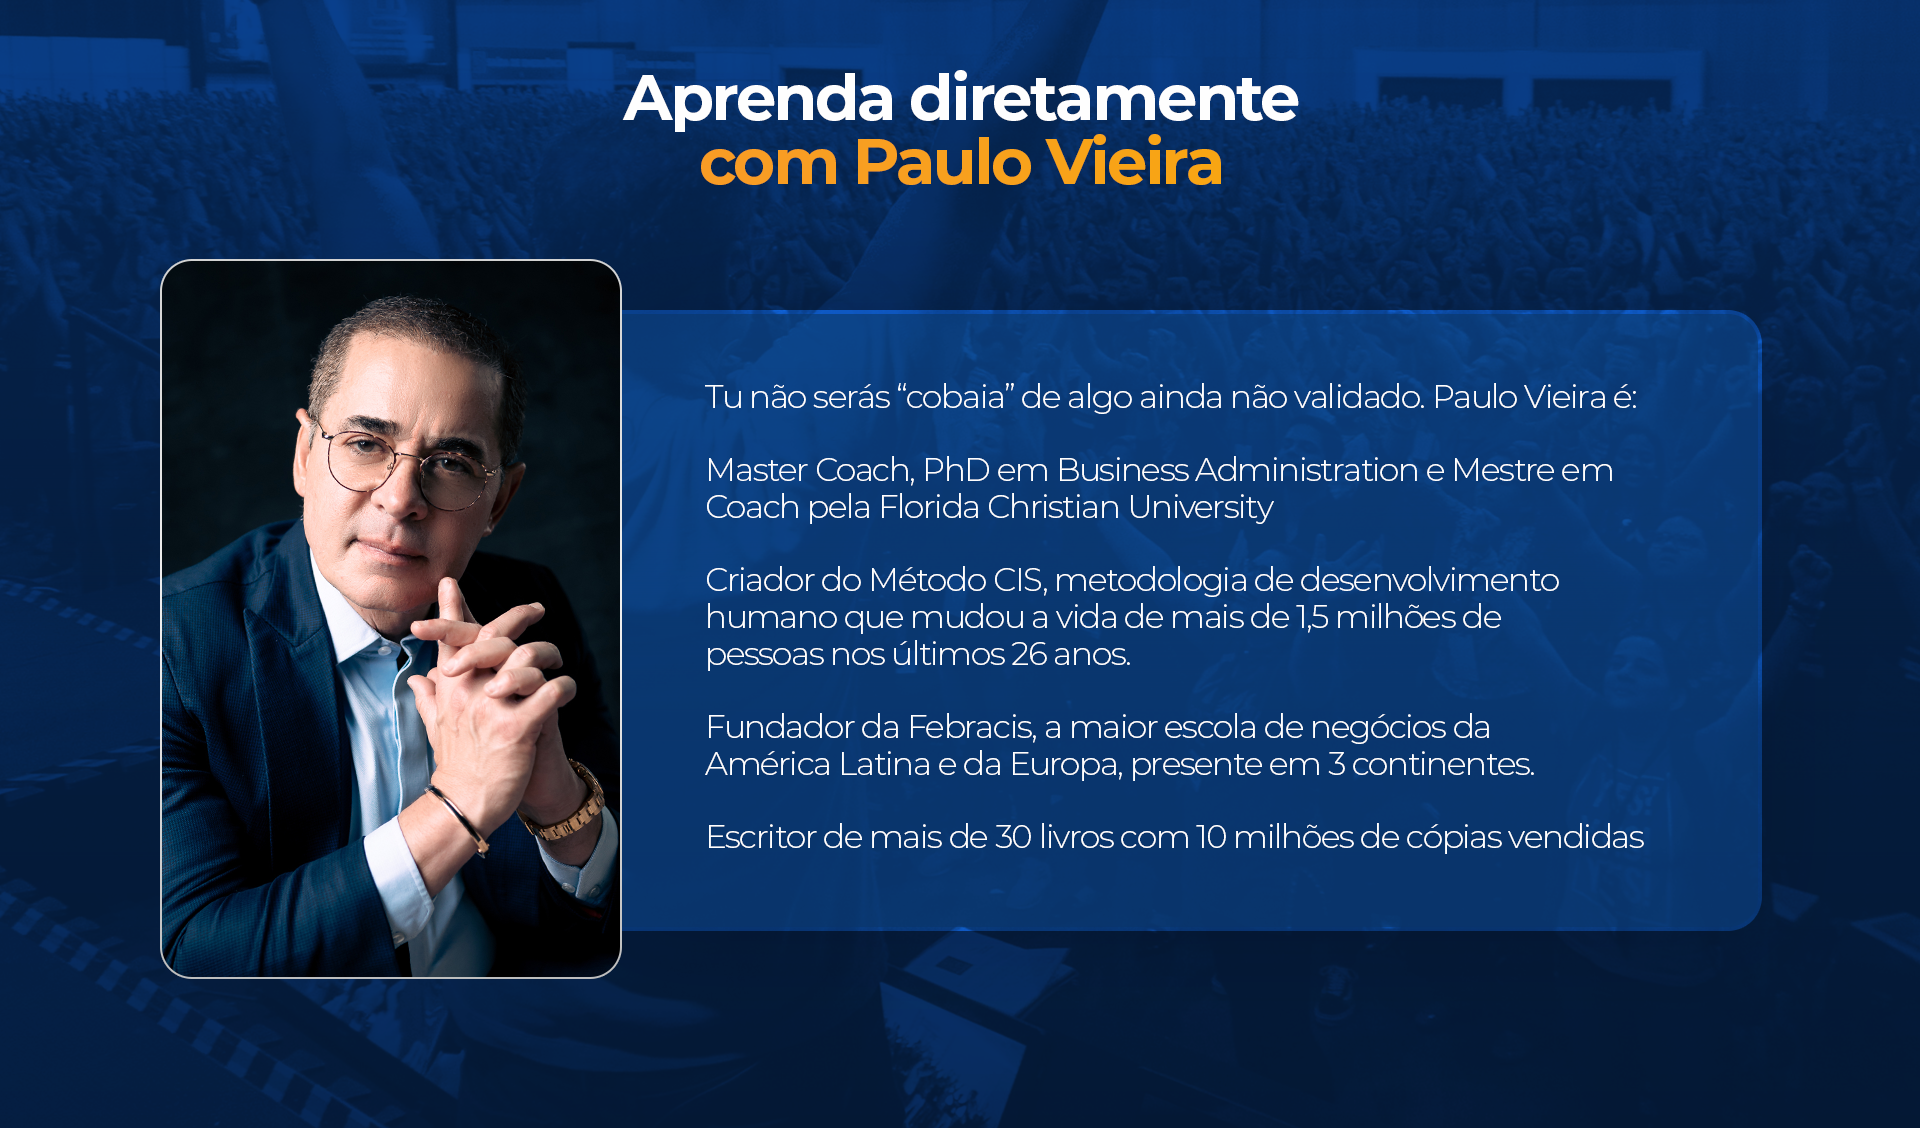 Aprenda diretamente
com Paulo Vieira
Tu não serás “cobaia” de algo ainda não validado. Paulo Vieira é:
Master Coach, PhD em Business Administration e Mestre em
Coach pela Florida Christian University
Criador do Método CIS, metodologia de desenvolvimento
humano que mudou a vida de mais de 1,5 milhões de
pessoas nos últimos 26 anos.
Fundador da Febracis, a maior escola de negócios da
América Latina e da Europa, presente em 3 continentes.
Escritor de mais de 30 livros com 10 milhões de cópias vendidas